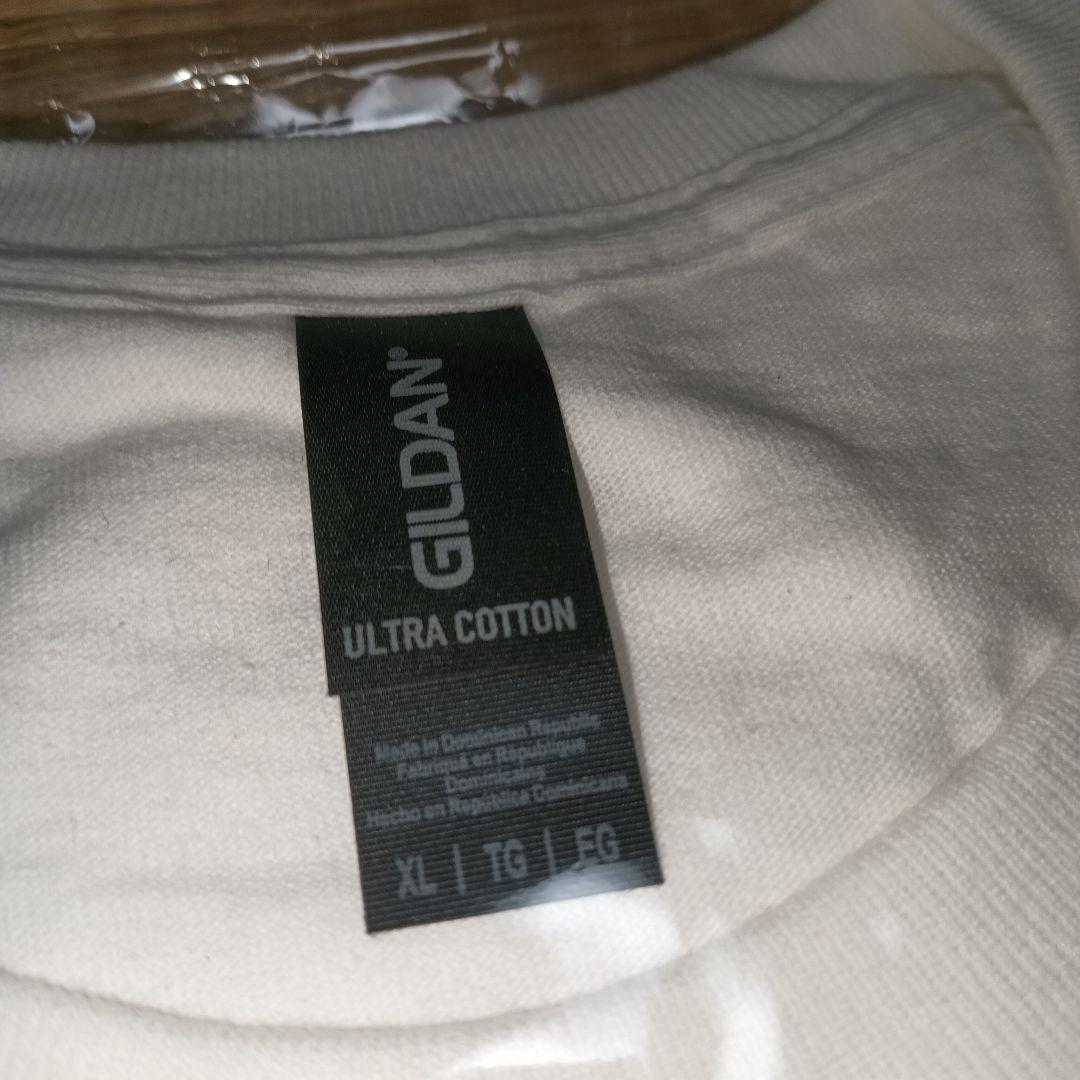 GILDAN®
ULTRA COTTON
Made in Dominican Republic
Fabriqué en République
Dominicaine
Hecho en República Dominicana
XL | TG | EG